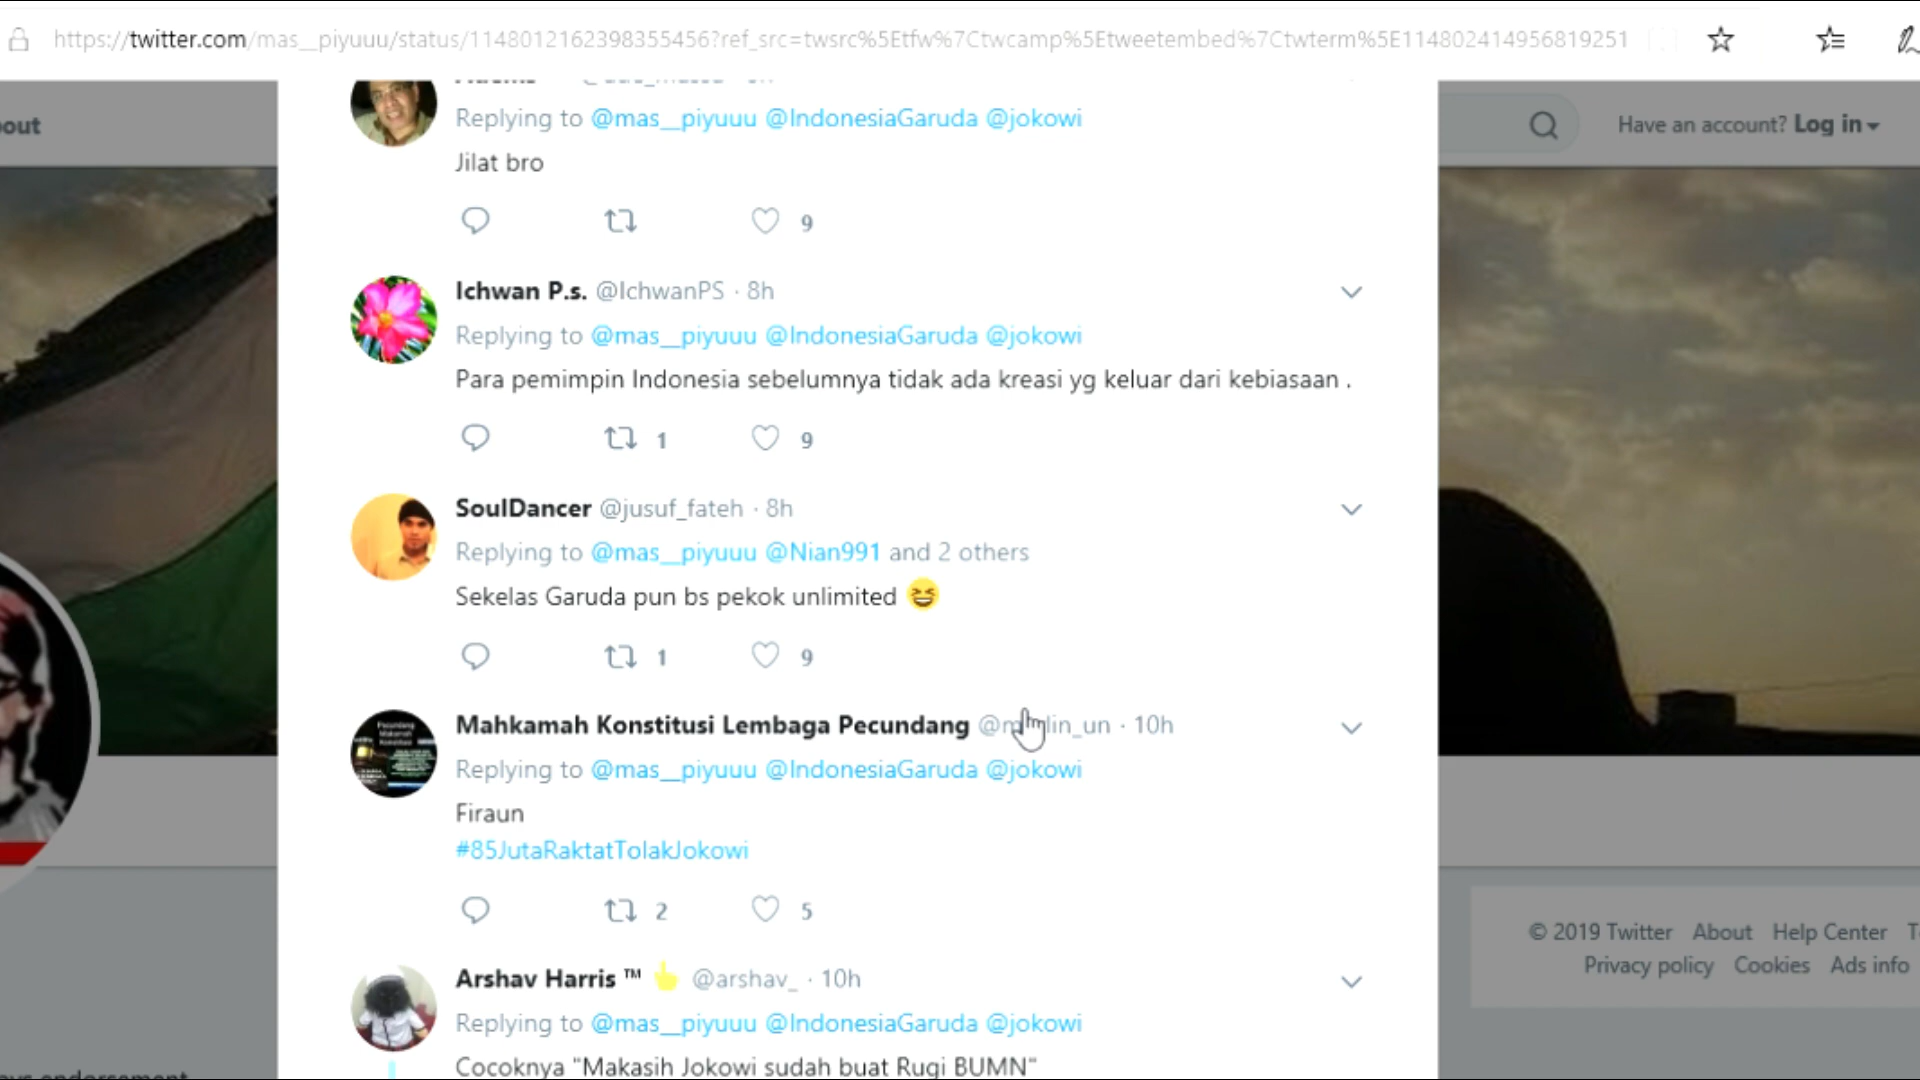 https://twitter.com/mas__piyuuu/status/1148012162398355456?ref_src=twsrc%5Etfw%7Ctwcamp%5Etweetembed%7Ctwterm%5E114802414956819251
out
Have an account? Log in
Replying to @mas__piyuuu @IndonesiaGaruda @jokowi
Jilat bro
9
Ichwan P.s. @IchwanPS · 8h
Replying to @mas__piyuuu @IndonesiaGaruda @jokowi
Para pemimpin Indonesia sebelumnya tidak ada kreasi yg keluar dari kebiasaan .
1 9
SoulDancer @jusuf_fateh · 8h
Replying to @mas__piyuuu @Nian991 and 2 others
Sekelas Garuda pun bs pekok unlimited 😆
1 9
Mahkamah Konstitusi Lembaga Pecundang · 10h
Replying to @mas__piyuuu @IndonesiaGaruda @jokowi
Firaun
#85JutaRaktatTolakJokowi
2 5
Arshav Harris ™ 👆 @arshav_ · 10h
Replying to @mas__piyuuu @IndonesiaGaruda @jokowi
Cocoknya "Makasih Jokowi sudah buat Rugi BUMN"
© 2019 Twitter About Help Center
Privacy policy Cookies Ads info